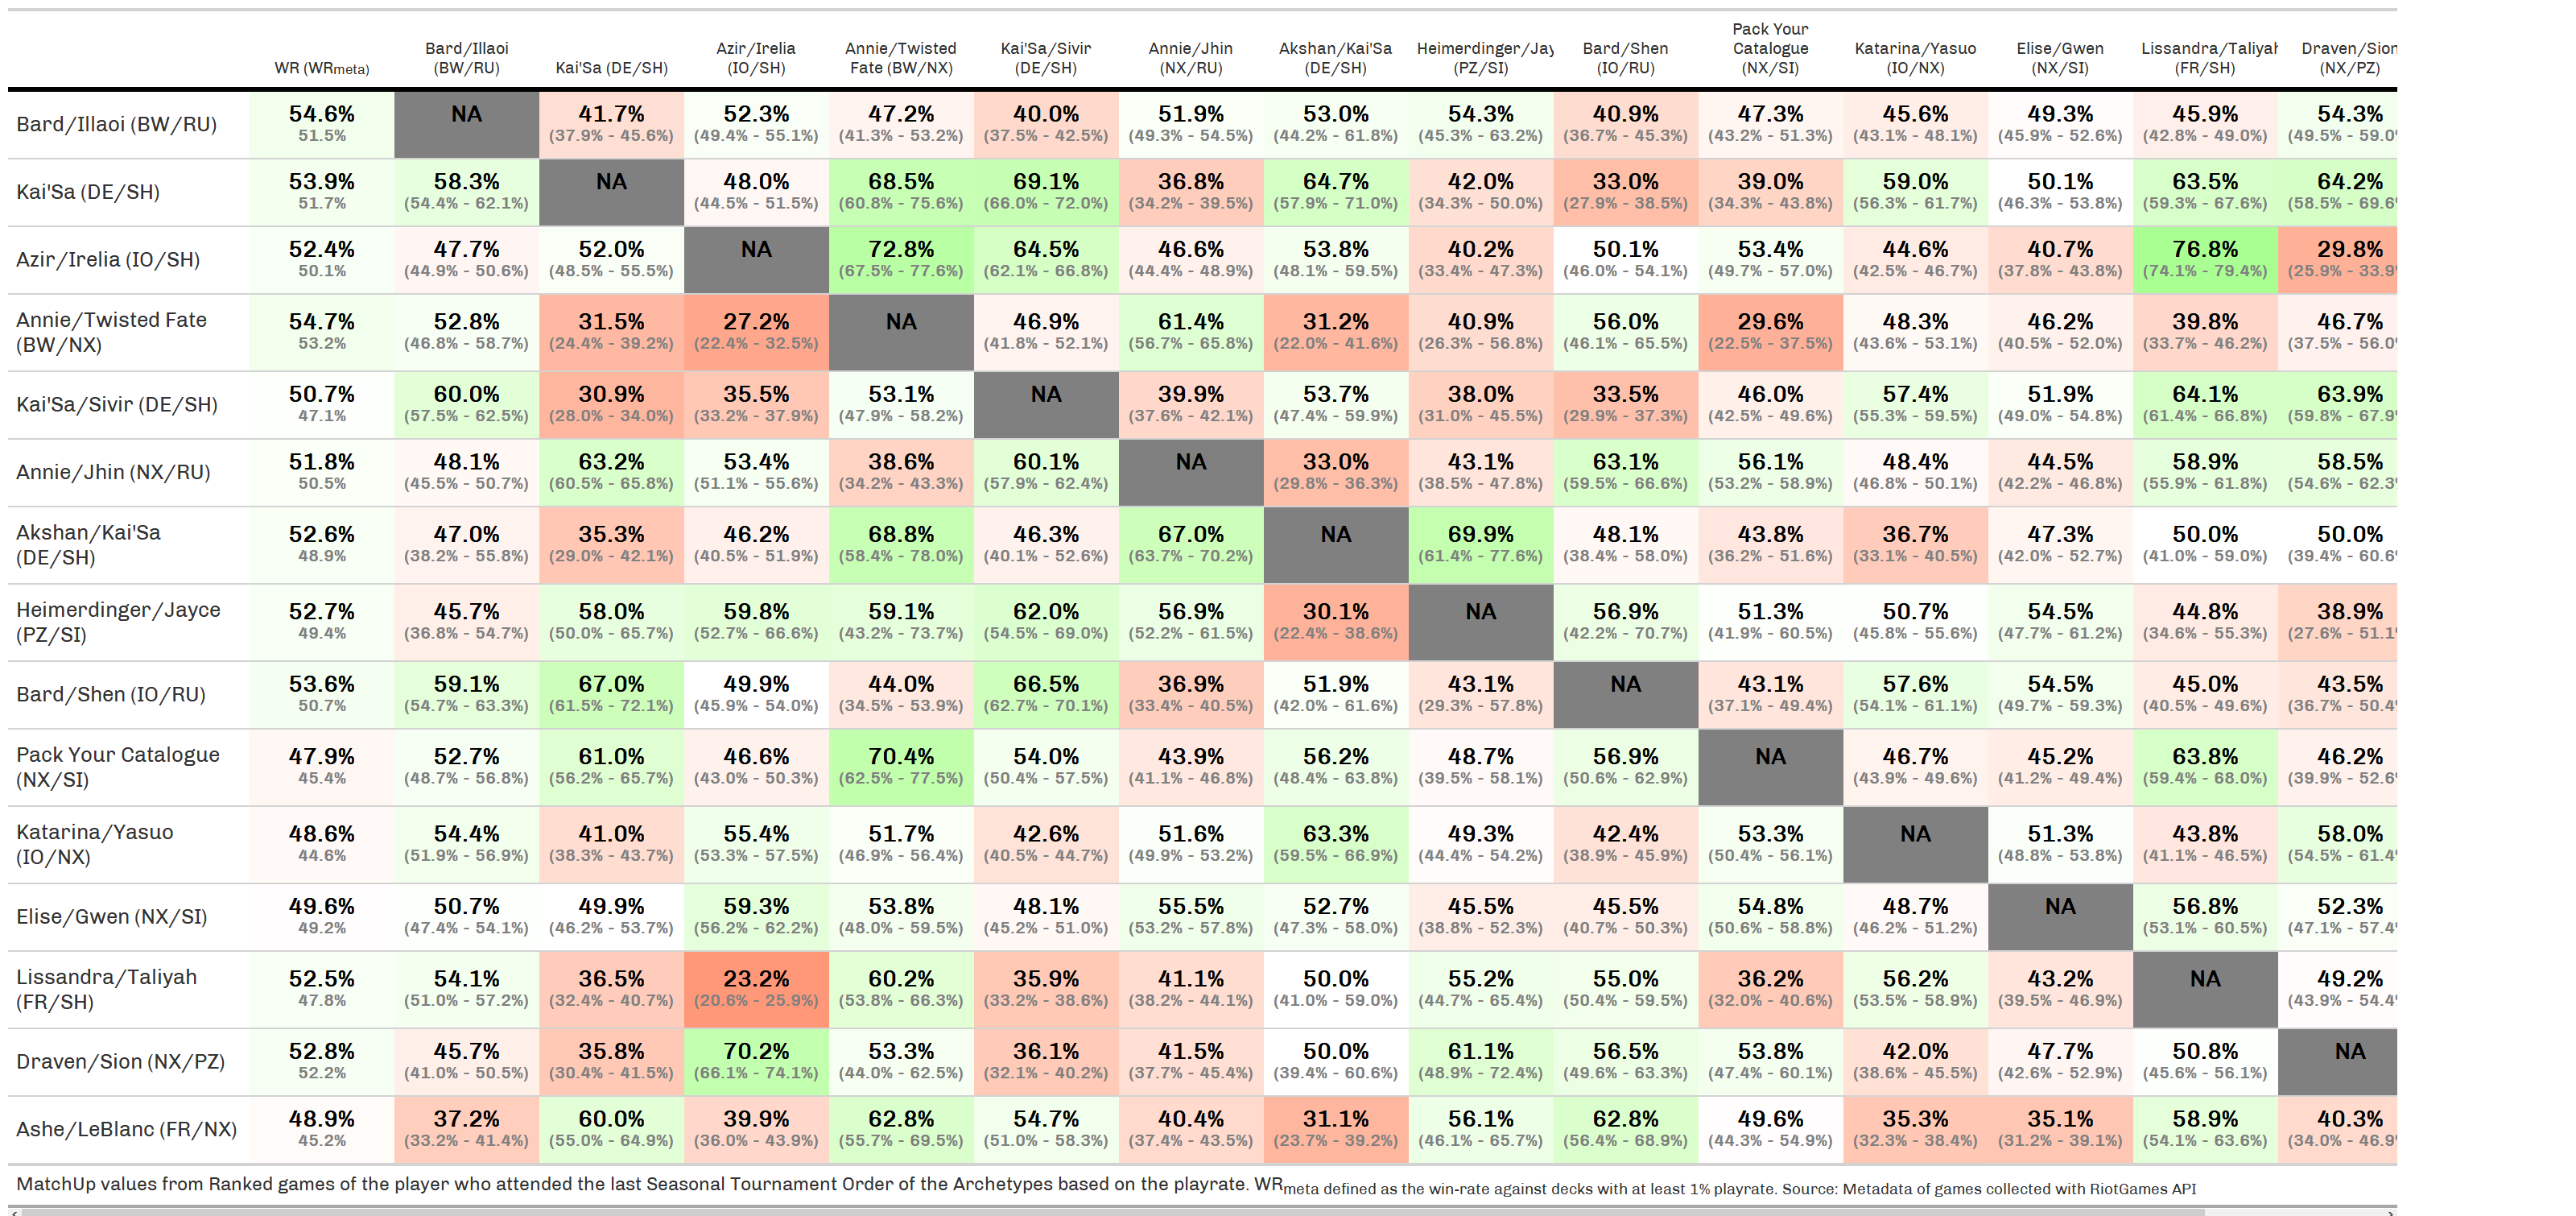 WR (WRmeta) Bard/Illaoi (BW/RU) Kai'Sa (DE/SH) Azir/Irelia (IO/SH) Annie/Twisted Fate (BW/NX) Kai'Sa/Sivir (DE/SH) Annie/Jhin (NX/RU) Akshan/Kai'Sa (DE/SH) Heimerdinger/Jay (PZ/SI) Bard/Shen (IO/RU) Pack Your Catalogue (NX/SI) Katarina/Yasuo (IO/NX) Elise/Gwen (NX/SI) Lissandra/Taliyah (FR/SH) Draven/Sion (NX/PZ)
Bard/Illaoi (BW/RU) 54.6% NA 41.7% 52.3% 47.2% 40.0% 51.9% 53.0% 54.3% 40.9% 47.3% 45.6% 49.3% 45.9% 54.3%
51.5% (37.9% - 45.6%) (49.4% - 55.1%) (41.3% - 53.2%) (37.5% - 42.5%) (49.3% - 54.5%) (44.2% - 61.8%) (45.3% - 63.2%) (36.7% - 45.3%) (43.2% - 51.3%) (43.1% - 48.1%) (45.9% - 52.6%) (42.8% - 49.0%) (49.5% - 59.0%
Kai'Sa (DE/SH) 53.9% 58.3% NA 48.0% 68.5% 69.1% 36.8% 64.7% 42.0% 33.0% 39.0% 59.0% 50.1% 63.5% 64.2%
51.7% (54.4% - 62.1%) (44.5% - 51.5%) (60.8% - 75.6%) (66.0% - 72.0%) (34.2% - 39.5%) (57.9% - 71.0%) (34.3% - 50.0%) (27.9% - 38.5%) (34.3% - 43.8%) (56.3% - 61.7%) (46.3% - 53.8%) (59.3% - 67.6%) (58.5% - 69.6%
Azir/Irelia (IO/SH) 52.4% 47.7% 52.0% NA 72.8% 64.5% 46.6% 53.8% 40.2% 50.1% 53.4% 44.6% 40.7% 76.8% 29.8%
50.1% (44.9% - 50.6%) (48.5% - 55.5%) (67.5% - 77.6%) (62.1% - 66.8%) (44.4% - 48.9%) (48.1% - 59.5%) (33.4% - 47.3%) (46.0% - 54.1%) (49.7% - 57.0%) (42.5% - 46.7%) (37.8% - 43.8%) (74.1% - 79.4%) (25.9% - 33.9%
Annie/Twisted Fate (BW/NX) 54.7% 52.8% 31.5% 27.2% NA 46.9% 61.4% 31.2% 40.9% 56.0% 29.6% 48.3% 46.2% 39.8% 46.7%
53.2% (46.8% - 58.7%) (24.4% - 39.2%) (22.4% - 32.5%) (41.8% - 52.1%) (56.7% - 65.8%) (22.0% - 41.6%) (26.3% - 56.8%) (46.1% - 65.5%) (22.5% - 37.5%) (43.6% - 53.1%) (40.5% - 52.0%) (33.7% - 46.2%) (37.5% - 56.0%
Kai'Sa/Sivir (DE/SH) 50.7% 60.0% 30.9% 35.5% 53.1% NA 39.9% 53.7% 38.0% 33.5% 46.0% 57.4% 51.9% 64.1% 63.9%
47.1% (57.5% - 62.5%) (28.0% - 34.0%) (33.2% - 37.9%) (47.9% - 58.2%) (37.6% - 42.1%) (47.4% - 59.9%) (31.0% - 45.5%) (29.9% - 37.3%) (42.5% - 49.6%) (55.3% - 59.5%) (49.0% - 54.8%) (61.4% - 66.8%) (59.8% - 67.9%
Annie/Jhin (NX/RU) 51.8% 48.1% 63.2% 53.4% 38.6% 60.1% NA 33.0% 43.1% 63.1% 56.1% 48.4% 44.5% 58.9% 58.5%
50.5% (45.5% - 50.7%) (60.5% - 65.8%) (51.1% - 55.6%) (34.2% - 43.3%) (57.9% - 62.4%) (29.8% - 36.3%) (38.5% - 47.8%) (59.5% - 66.6%) (53.2% - 58.9%) (46.8% - 50.1%) (42.2% - 46.8%) (55.9% - 61.8%) (54.6% - 62.3%
Akshan/Kai'Sa (DE/SH) 52.6% 47.0% 35.3% 46.2% 68.8% 46.3% 67.0% NA 69.9% 48.1% 43.8% 36.7% 47.3% 50.0% 50.0%
48.9% (38.2% - 55.8%) (29.0% - 42.1%) (40.5% - 51.9%) (58.4% - 78.0%) (40.1% - 52.6%) (63.7% - 70.2%) (61.4% - 77.6%) (38.4% - 58.0%) (36.2% - 51.6%) (33.1% - 40.5%) (42.0% - 52.7%) (41.0% - 59.0%) (39.4% - 60.6%
Heimerdinger/Jayce (PZ/SI) 52.7% 45.7% 58.0% 59.8% 59.1% 62.0% 56.9% 30.1% NA 56.9% 51.3% 50.7% 54.5% 44.8% 38.9%
49.4% (36.8% - 54.7%) (50.0% - 65.7%) (52.7% - 66.6%) (43.2% - 73.7%) (54.5% - 69.0%) (52.2% - 61.5%) (22.4% - 38.6%) (42.2% - 70.7%) (41.9% - 60.5%) (45.8% - 55.6%) (47.7% - 61.2%) (34.6% - 55.3%) (27.6% - 51.1%
Bard/Shen (IO/RU) 53.6% 59.1% 67.0% 49.9% 44.0% 66.5% 36.9% 51.9% 43.1% NA 43.1% 57.6% 54.5% 45.0% 43.5%
50.7% (54.7% - 63.3%) (61.5% - 72.1%) (45.9% - 54.0%) (34.5% - 53.9%) (62.7% - 70.1%) (33.4% - 40.5%) (42.0% - 61.6%) (29.3% - 57.8%) (37.1% - 49.4%) (54.1% - 61.1%) (49.7% - 59.3%) (40.5% - 49.6%) (36.7% - 50.4%
Pack Your Catalogue (NX/SI) 47.9% 52.7% 61.0% 46.6% 70.4% 54.0% 43.9% 56.2% 48.7% 56.9% NA 46.7% 45.2% 63.8% 46.2%
45.4% (48.7% - 56.8%) (56.2% - 65.7%) (43.0% - 50.3%) (62.5% - 77.5%) (50.4% - 57.5%) (41.1% - 46.8%) (48.4% - 63.8%) (39.5% - 58.1%) (50.6% - 62.9%) (43.9% - 49.6%) (41.2% - 49.4%) (59.4% - 68.0%) (39.9% - 52.6%
Katarina/Yasuo (IO/NX) 48.6% 54.4% 41.0% 55.4% 51.7% 42.6% 51.6% 63.3% 49.3% 42.4% 53.3% NA 51.3% 43.8% 58.0%
44.6% (51.9% - 56.9%) (38.3% - 43.7%) (53.3% - 57.5%) (46.9% - 56.4%) (40.5% - 44.7%) (49.9% - 53.2%) (59.5% - 66.9%) (44.4% - 54.2%) (38.9% - 45.9%) (50.4% - 56.1%) (48.8% - 53.8%) (41.1% - 46.5%) (54.5% - 61.4%
Elise/Gwen (NX/SI) 49.6% 50.7% 49.9% 59.3% 53.8% 48.1% 55.5% 52.7% 45.5% 45.5% 54.8% 48.7% NA 56.8% 52.3%
49.2% (47.4% - 54.1%) (46.2% - 53.7%) (56.2% - 62.2%) (48.0% - 59.5%) (45.2% - 51.0%) (53.2% - 57.8%) (47.3% - 58.0%) (38.8% - 52.3%) (40.7% - 50.3%) (50.6% - 58.8%) (46.2% - 51.2%) (53.1% - 60.5%) (47.1% - 57.4%
Lissandra/Taliyah (FR/SH) 52.5% 54.1% 36.5% 23.2% 60.2% 35.9% 41.1% 50.0% 55.2% 55.0% 36.2% 56.2% 43.2% NA 49.2%
47.8% (51.0% - 57.2%) (32.4% - 40.7%) (20.6% - 25.9%) (53.8% - 66.3%) (33.2% - 38.6%) (38.2% - 44.1%) (41.0% - 59.0%) (44.7% - 65.4%) (50.4% - 59.5%) (32.0% - 40.6%) (53.5% - 58.9%) (39.5% - 46.9%) (43.9% - 54.4%
Draven/Sion (NX/PZ) 52.8% 45.7% 35.8% 70.2% 53.3% 36.1% 41.5% 50.0% 61.1% 56.5% 53.8% 42.0% 47.7% 50.8% NA
52.2% (41.0% - 50.5%) (30.4% - 41.5%) (66.1% - 74.1%) (44.0% - 62.5%) (32.1% - 40.2%) (37.7% - 45.4%) (39.4% - 60.6%) (48.9% - 72.4%) (49.6% - 63.3%) (47.4% - 60.1%) (38.6% - 45.5%) (42.6% - 52.9%) (45.6% - 56.1%)
Ashe/LeBlanc (FR/NX) 48.9% 37.2% 60.0% 39.9% 62.8% 54.7% 40.4% 31.1% 56.1% 62.8% 49.6% 35.3% 35.1% 58.9% 40.3%
45.2% (33.2% - 41.4%) (55.0% - 64.9%) (36.0% - 43.9%) (55.7% - 69.5%) (51.0% - 58.3%) (37.4% - 43.5%) (23.7% - 39.2%) (46.1% - 65.7%) (56.4% - 68.9%) (44.3% - 54.9%) (32.3% - 38.4%) (31.2% - 39.1%) (54.1% - 63.6%) (34.0% - 46.9%
MatchUp values from Ranked games of the player who attended the last Seasonal Tournament Order of the Archetypes based on the playrate. WRmeta defined as the win-rate against decks with at least 1% playrate. Source: Metadata of games collected with RiotGames API